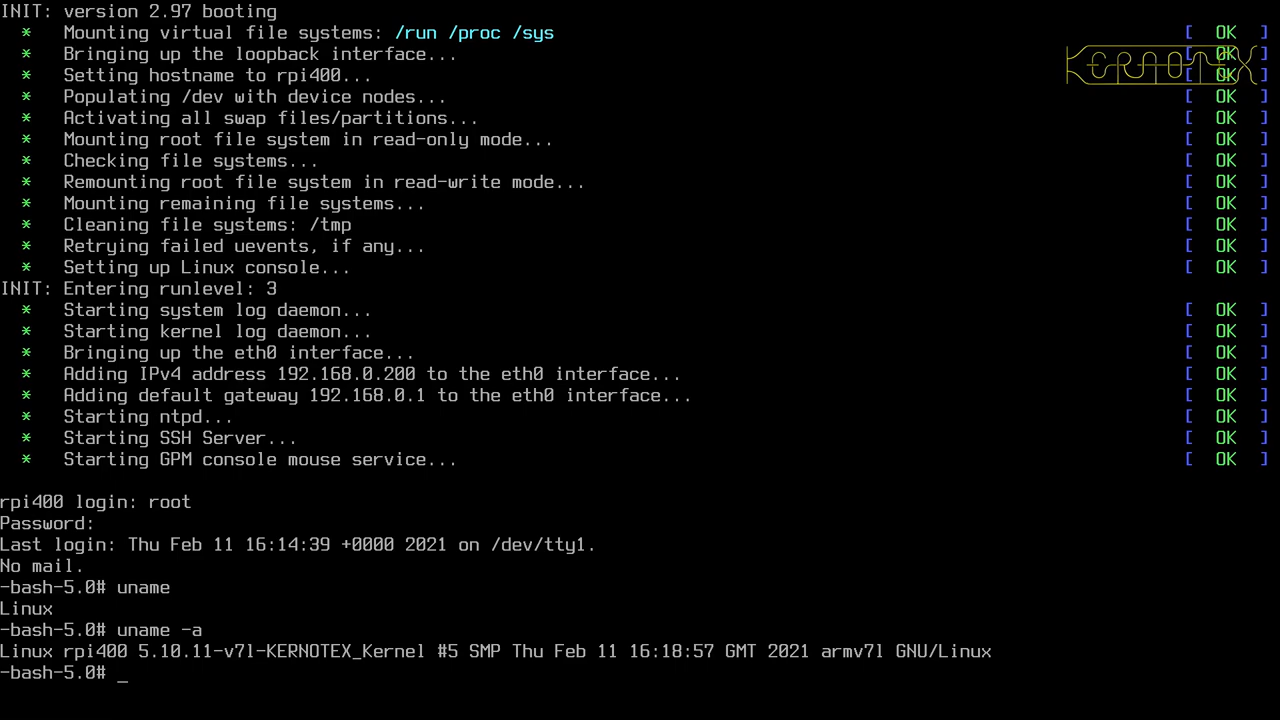 INIT: version 2.97 booting
* Mounting virtual file systems: /run /proc /sys [ OK ]
* Bringing up the loopback interface... [ OK ]
* Setting hostname to rpi400... [ OK ]
* Populating /dev with device nodes... [ OK ]
* Activating all swap files/partitions... [ OK ]
* Mounting root file system in read-only mode... [ OK ]
* Checking file systems... [ OK ]
* Remounting root file system in read-write mode... [ OK ]
* Mounting remaining file systems... [ OK ]
* Cleaning file systems: /tmp [ OK ]
* Retrying failed uevents, if any... [ OK ]
* Setting up Linux console... [ OK ]
INIT: Entering runlevel: 3
* Starting system log daemon... [ OK ]
* Starting kernel log daemon... [ OK ]
* Bringing up the eth0 interface... [ OK ]
* Adding IPv4 address 192.168.0.200 to the eth0 interface... [ OK ]
* Adding default gateway 192.168.0.1 to the eth0 interface... [ OK ]
* Starting ntpd... [ OK ]
* Starting SSH Server... [ OK ]
* Starting GPM console mouse service... [ OK ]
rpi400 login: root
Password:
Last login: Thu Feb 11 16:14:39 +0000 2021 on /dev/tty1.
No mail.
-bash-5.0# uname
Linux
-bash-5.0# uname -a
Linux rpi400 5.10.11-v7l-KERNOTEX_Kernel #5 SMP Thu Feb 11 16:18:57 GMT 2021 armv7l GNU/Linux
-bash-5.0# _
KERNOTEX